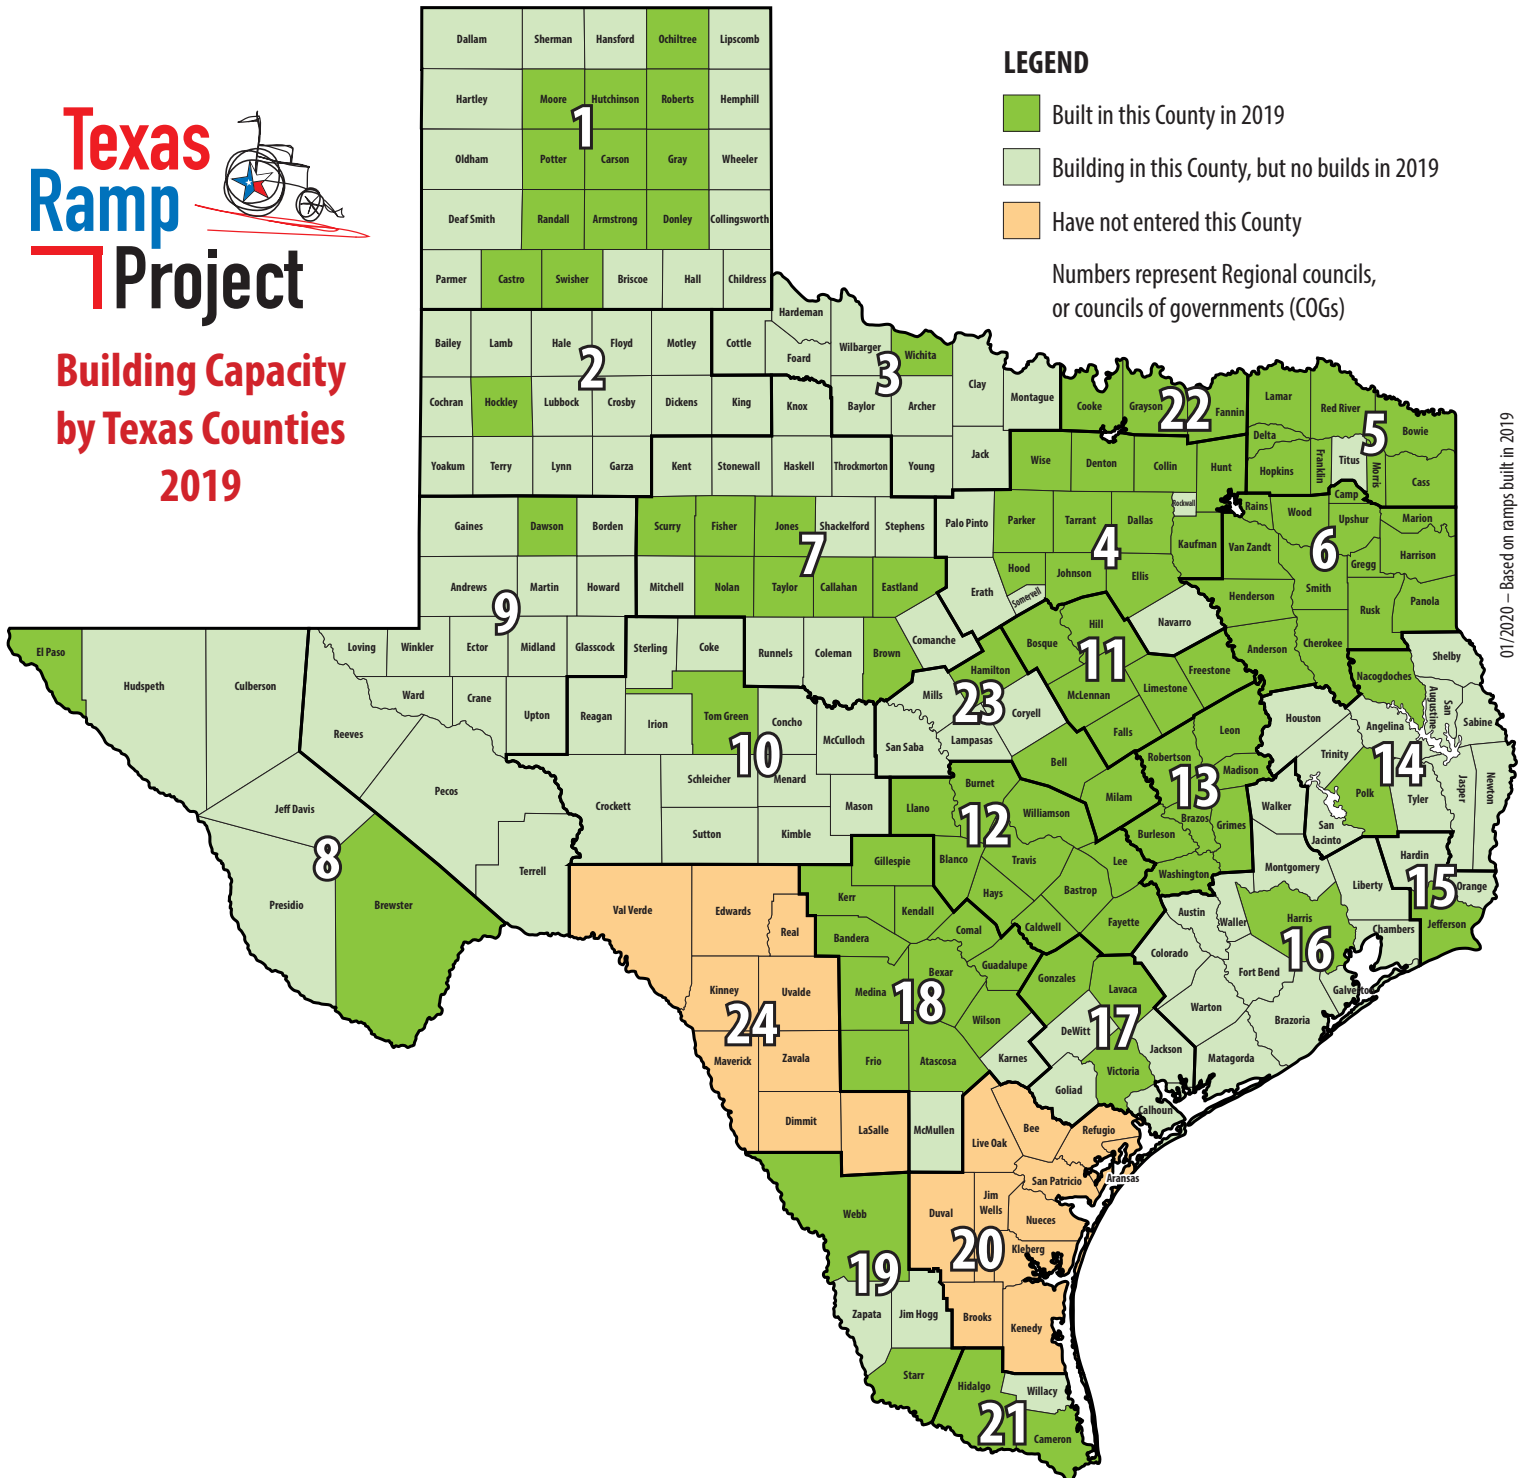 Texas
Ramp
Project
Building Capacity
by Texas Counties
2019
LEGEND
Built in this County in 2019
Building in this County, but no builds in 2019
Have not entered this County
Numbers represent Regional councils,
or councils of governments (COGs)
01/2020 – Based on ramps built in 2019
Dallam
Sherman
Hansford
Ochiltree
Lipscomb
Hartley
Moore
Hutchinson
Roberts
Hemphill
1
Oldham
Potter
Carson
Gray
Wheeler
Deaf Smith
Randall
Armstrong
Donley
Collingsworth
Parmer
Castro
Swisher
Briscoe
Hall
Childress
Bailey
Lamb
Hale
Floyd
Motley
Cottle
Hardeman
Foard
Wilbarger
Wichita
2
3
Cochran
Hockley
Lubbock
Crosby
Dickens
King
Knox
Baylor
Archer
Clay
Montague
Cooke
Grayson
22
Fannin
Lamar
Red River
5
Bowie
Yoakum
Terry
Lynn
Garza
Kent
Stonewall
Haskell
Throckmorton
Young
Jack
Wise
Denton
Collin
Hunt
Delta
Hopkins
Franklin
Titus
Morris
Cass
Gaines
Dawson
Borden
Scurry
Fisher
Jones
Shackelford
Stephens
Palo Pinto
Parker
Tarrant
Dallas
Rockwall
Kaufman
4
7
Rains
Wood
Camp
Upshur
Marion
Van Zandt
6
Gregg
Harrison
Andrews
Martin
Howard
Mitchell
Nolan
Taylor
Callahan
Eastland
Erath
Hood
Somervell
Johnson
Ellis
Henderson
Smith
Rusk
Panola
9
Navarro
Hill
11
Bosque
Anderson
Cherokee
El Paso
Hudspeth
Culberson
Loving
Winkler
Ector
Midland
Glasscock
Sterling
Coke
Runnels
Coleman
Brown
Comanche
Hamilton
McLennan
Limestone
Freestone
Nacogdoches
Shelby
Reeves
Ward
Crane
Upton
Reagan
Irion
Tom Green
Concho
McCulloch
San Saba
Mills
23
Coryell
Lampasas
Falls
Leon
Houston
Angelina
San
Augustine
Sabine
10
Bell
Robertson
Madison
13
Trinity
14
Polk
Tyler
Jasper
Newton
Jeff Davis
Pecos
Crockett
Schleicher
Menard
Mason
Llano
Burnet
Williamson
Milam
Brazos
Burleson
Grimes
Walker
San
Jacinto
Sutton
Kimble
12
8
Presidio
Brewster
Terrell
Gillespie
Blanco
Travis
Lee
Washington
Montgomery
Liberty
Hardin
15
Orange
Jefferson
Val Verde
Edwards
Real
Kerr
Kendall
Bandera
Hays
Comal
Caldwell
Bastrop
Fayette
Austin
Waller
Harris
16
Chambers
Kinney
Uvalde
24
Medina
Bexar
18
Guadalupe
Wilson
Gonzales
Lavaca
Colorado
Fort Bend
Galveston
Warton
Brazoria
Maverick
Zavala
Frio
Atascosa
Karnes
DeWitt
17
Victoria
Jackson
Matagorda
Goliad
Calhoun
Dimmit
LaSalle
McMullen
Live Oak
Bee
Refugio
San Patricio
Aransas
Webb
19
Duval
Jim
Wells
Nueces
20
Kleberg
Zapata
Jim Hogg
Brooks
Kenedy
Starr
Hidalgo
Willacy
21
Cameron